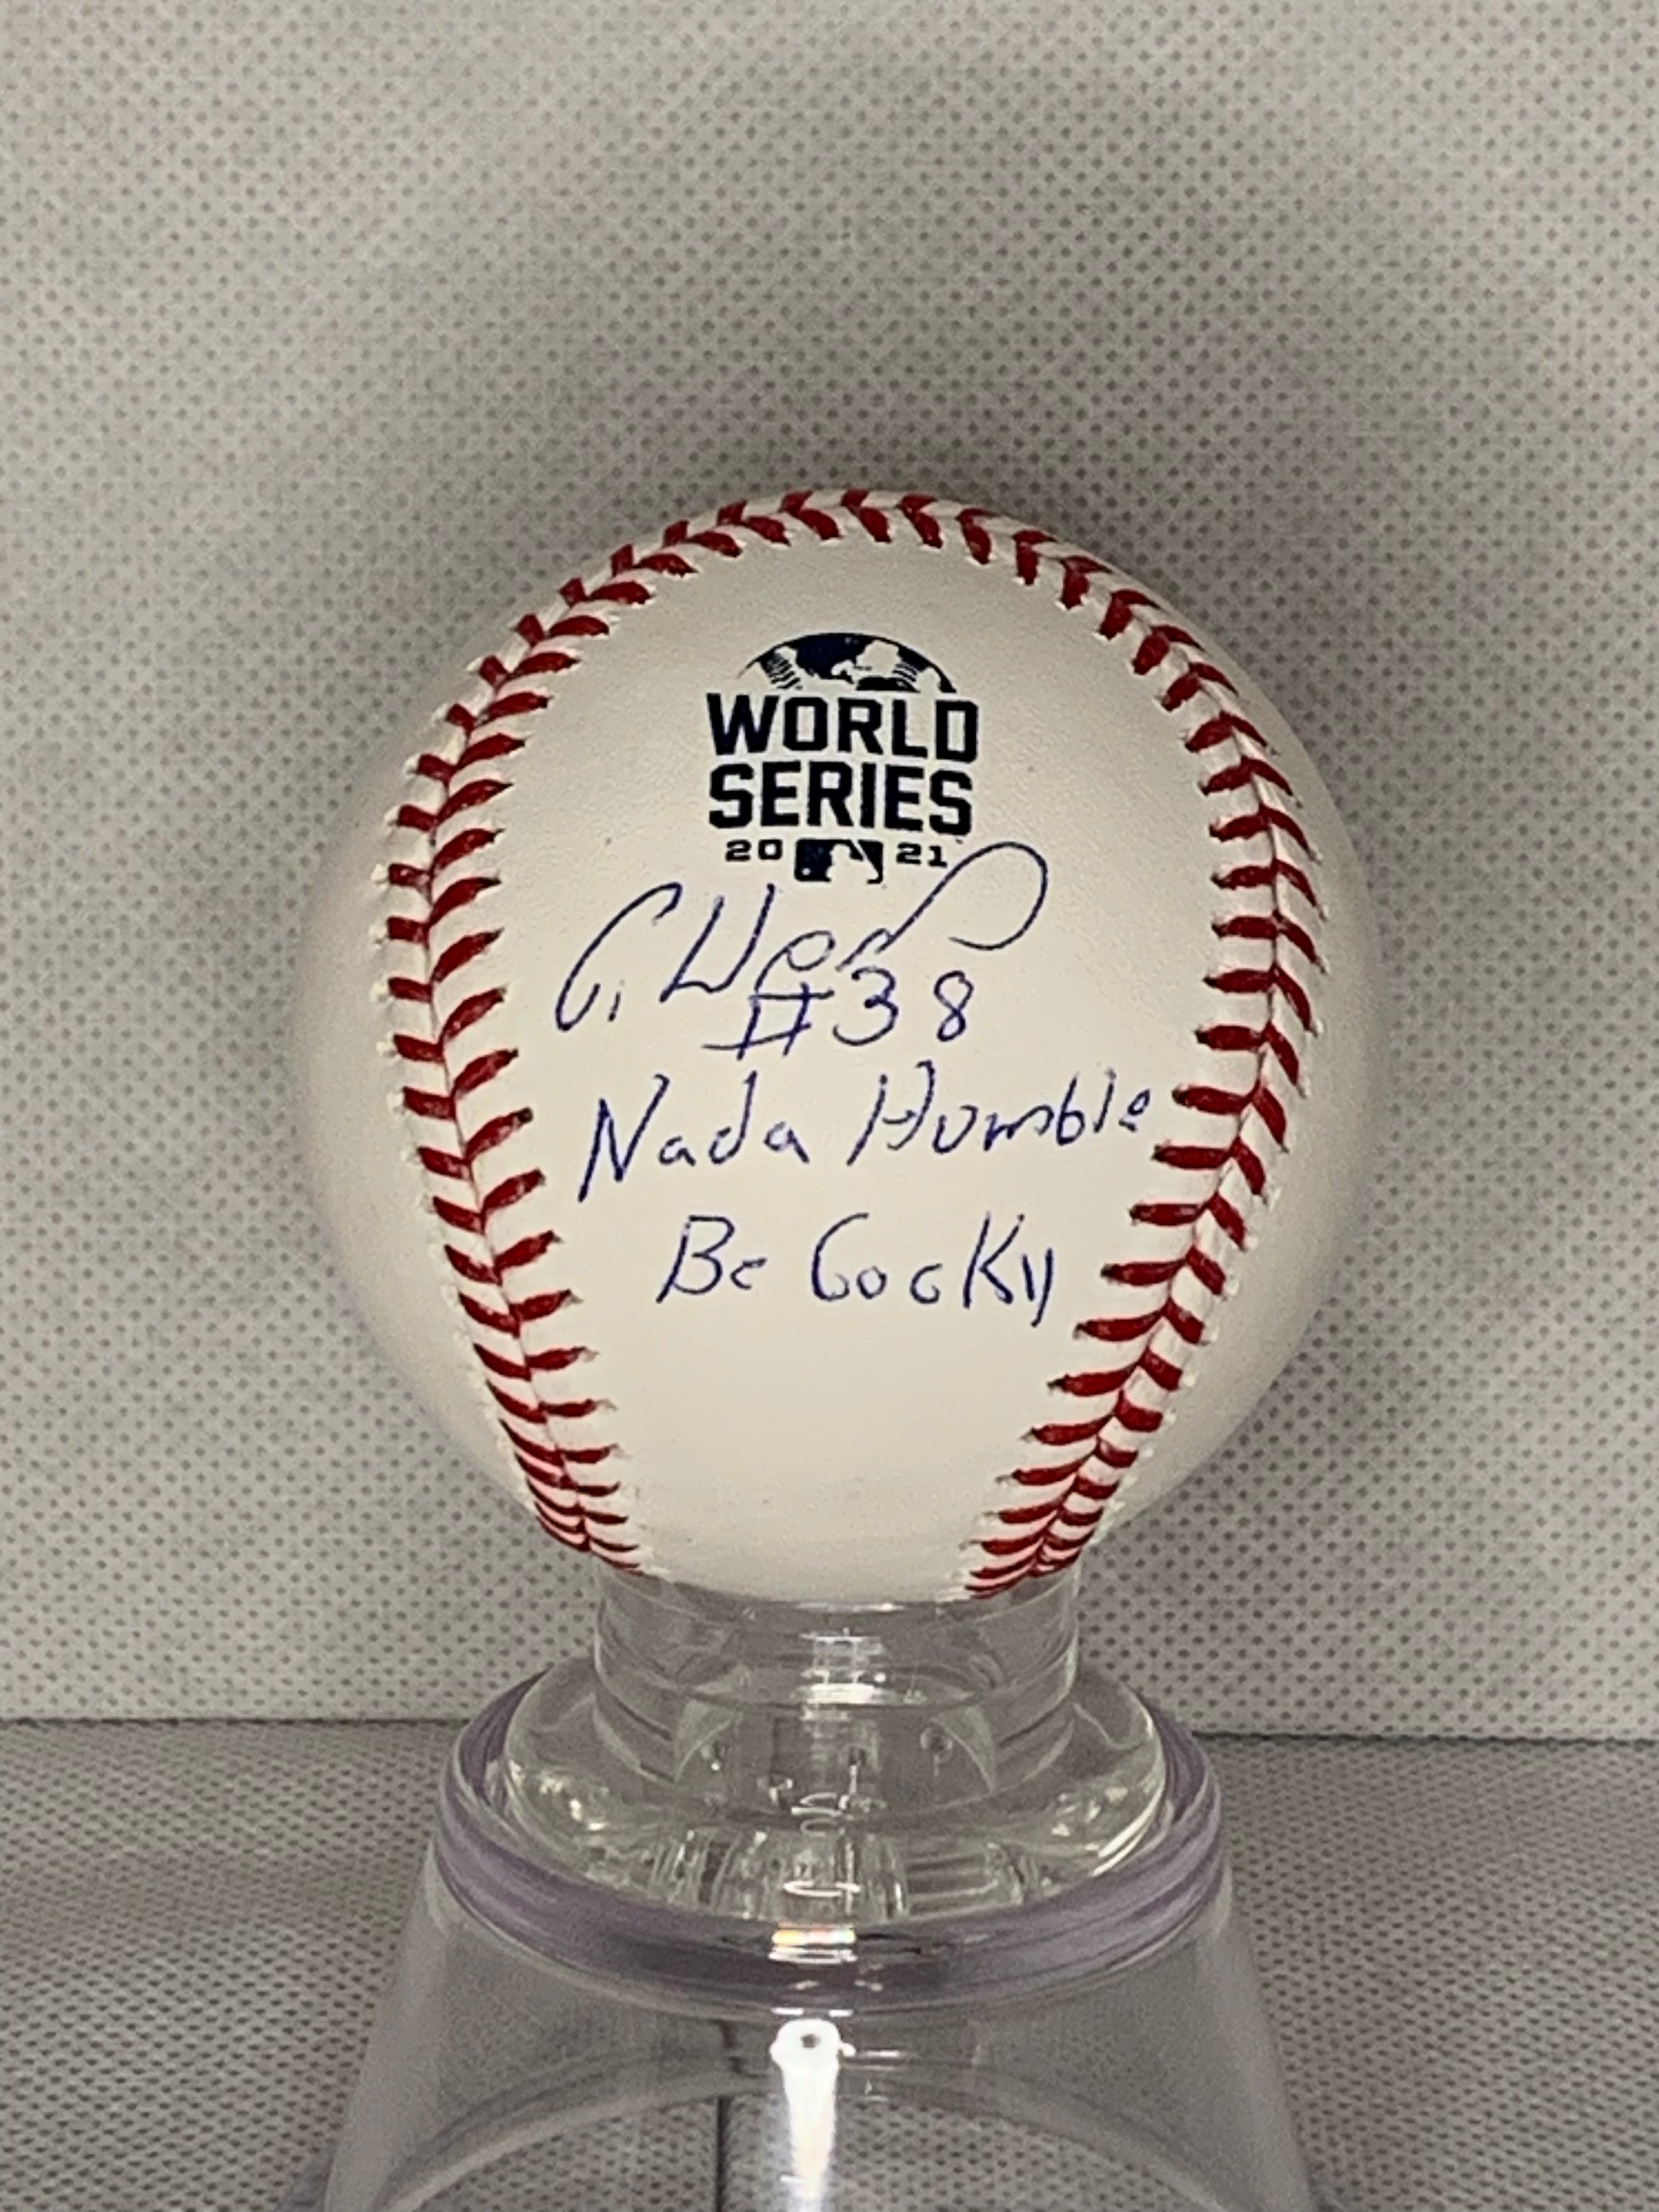 WORLD
SERIES
20 21
#38
Nada Humble
Be Cocky